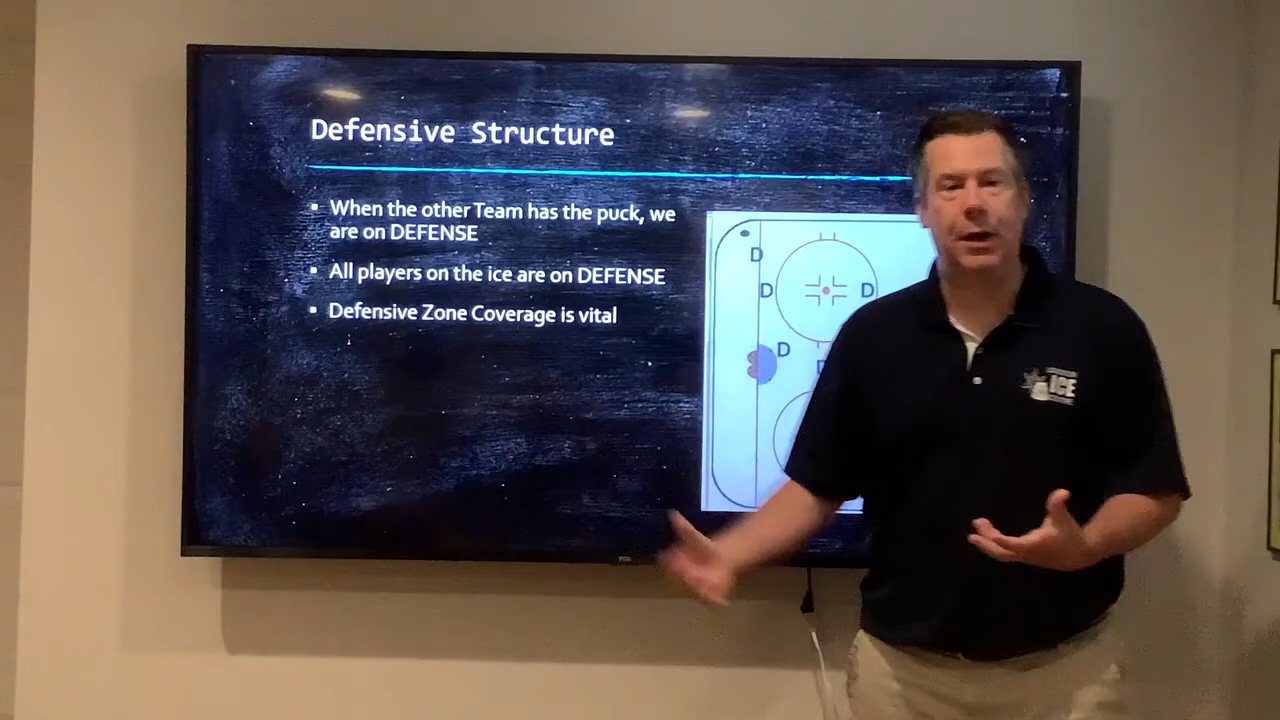 Defensive Structure
▪ When the other Team has the puck, we
are on DEFENSE
▪ All players on the ice are on DEFENSE
▪ Defensive Zone Coverage is vital
D
D D
D
ICE